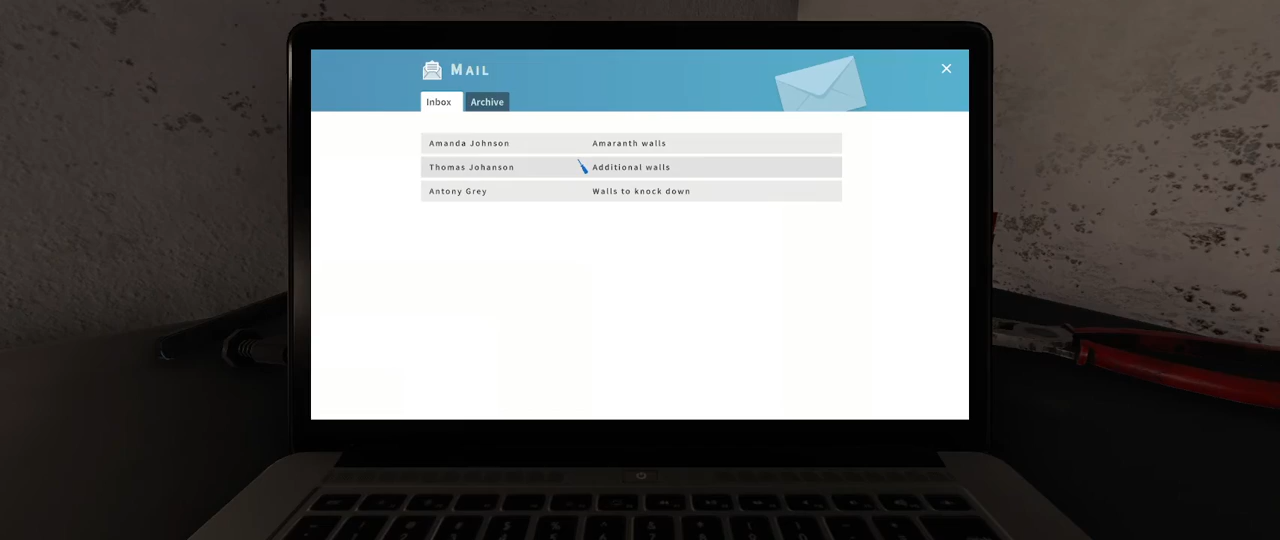 Mail
Inbox Archive
Amanda Johnson Amaranth walls
Thomas Johanson Additional walls
Antony Grey Walls to knock down